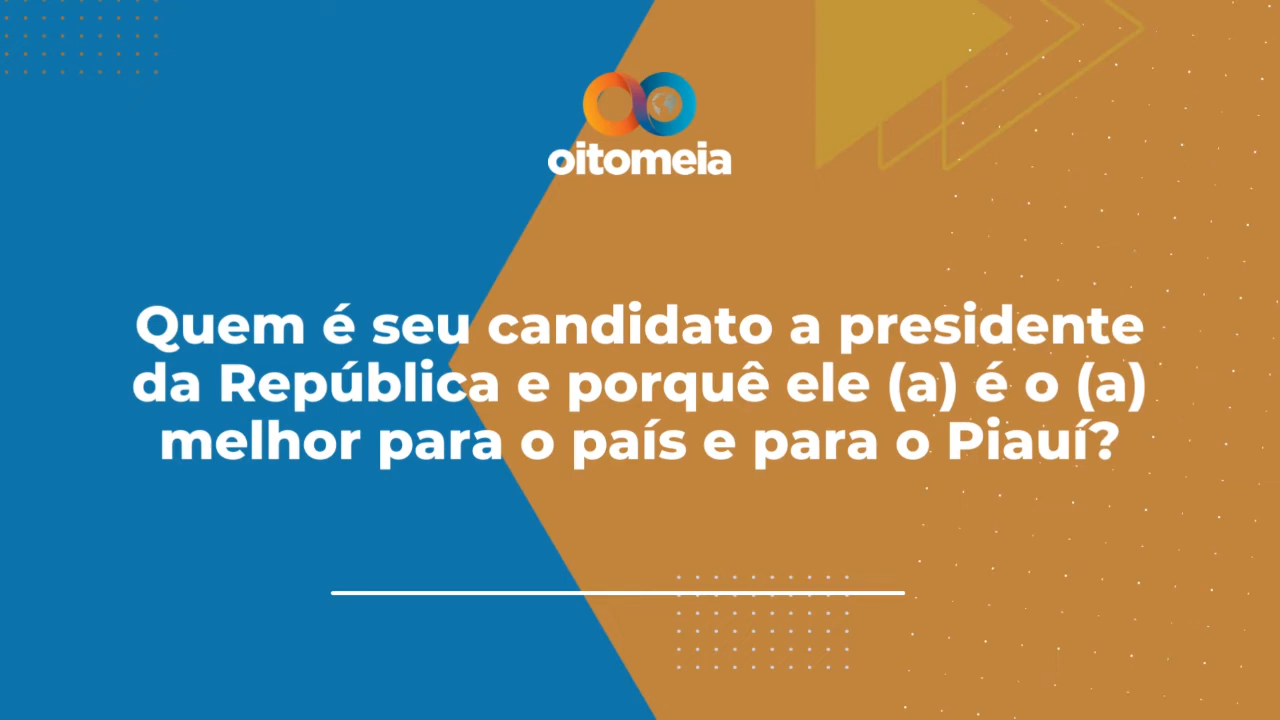 oitomeia
Quem é seu candidato a presidente
da República e porquê ele (a) é o (a)
melhor para o país e para o Piauí?